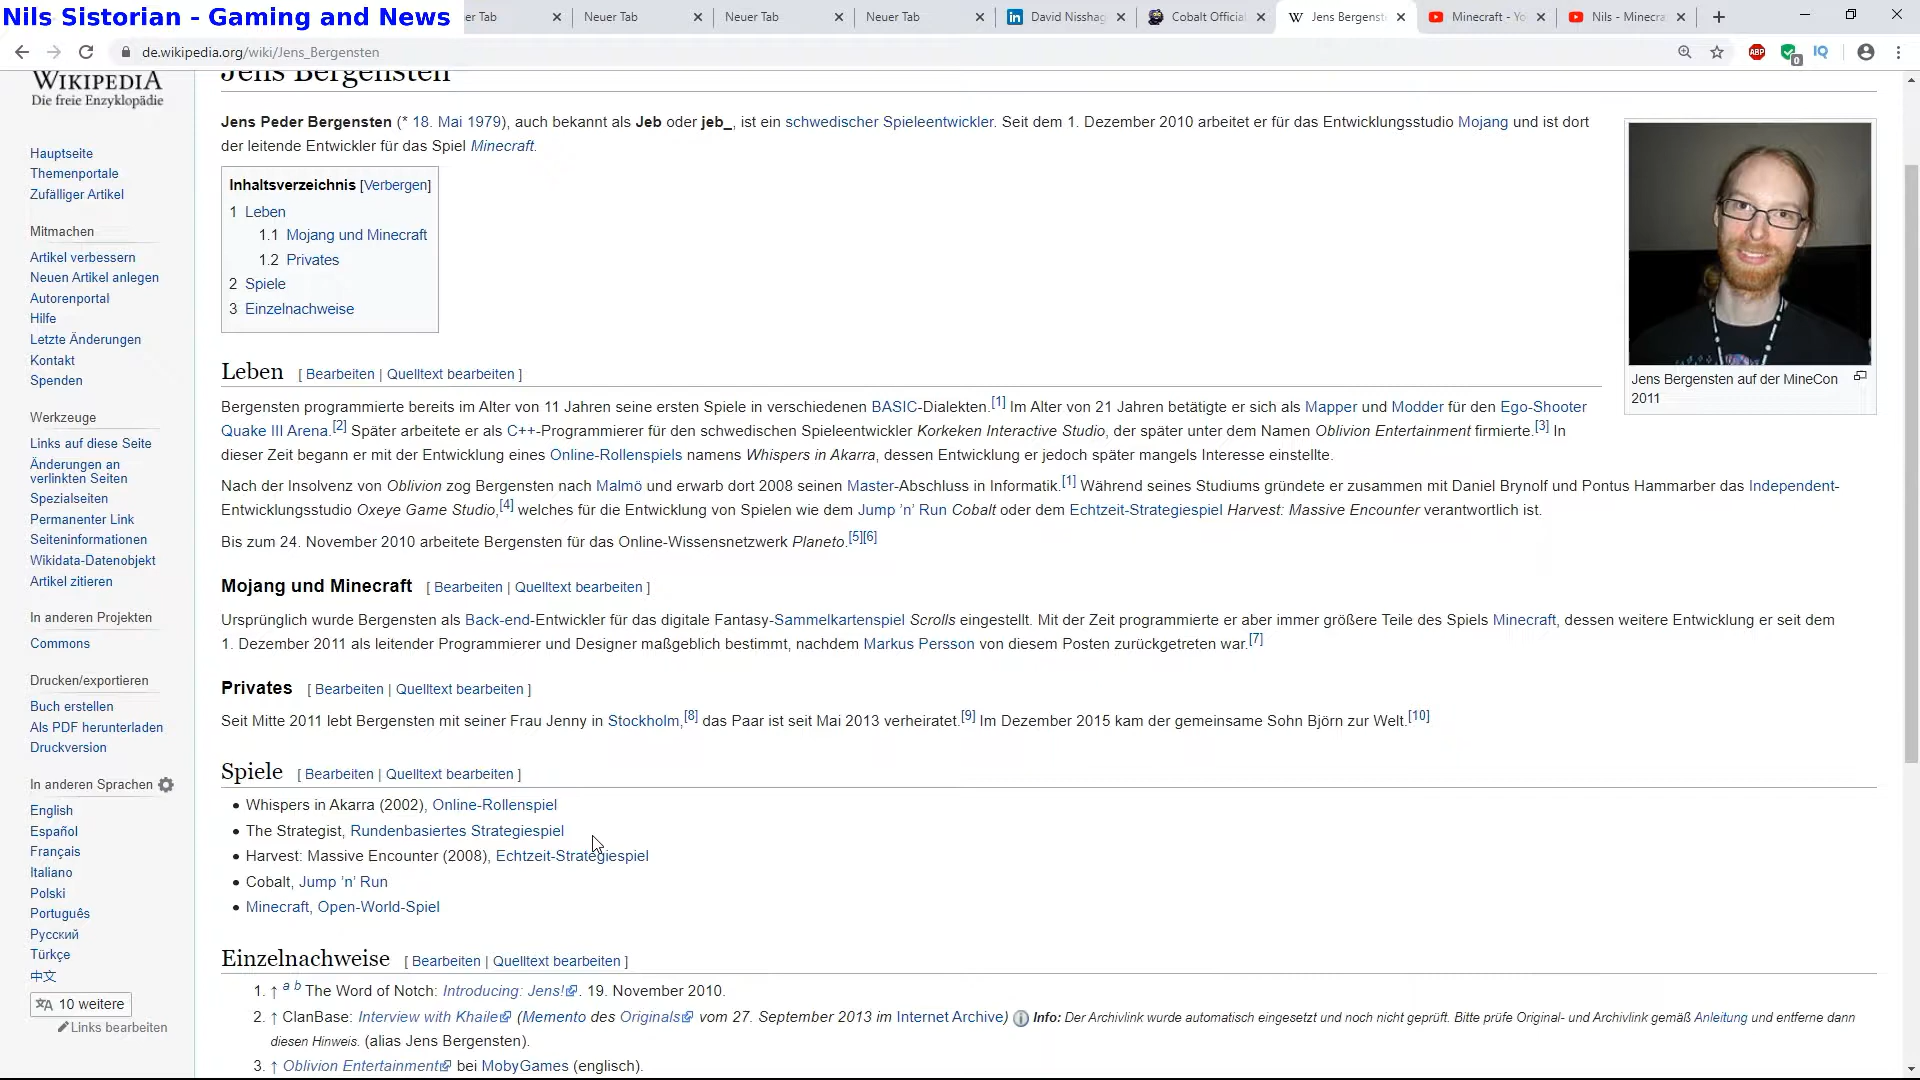 Nils Sistorian - Gaming and News
er Tab
Neuer Tab
Neuer Tab
Neuer Tab
David Nisshag
Cobalt Official
Jens Bergenst
Minecraft - Yo
Nils - Minecra
de.wikipedia.org/wiki/Jens_Bergensten
ABP
0
IQ
WIKIPEDIA
Die freie Enzyklopädie
Hauptseite
Themenportale
Zufälliger Artikel
Mitmachen
Artikel verbessern
Neuen Artikel anlegen
Autorenportal
Hilfe
Letzte Änderungen
Kontakt
Spenden
Werkzeuge
Links auf diese Seite
Änderungen an
verlinkten Seiten
Spezialseiten
Permanenter Link
Seiteninformationen
Wikidata-Datenobjekt
Artikel zitieren
In anderen Projekten
Commons
Drucken/exportieren
Buch erstellen
Als PDF herunterladen
Druckversion
In anderen Sprachen
English
Español
Français
Italiano
Polski
Português
Русский
Türkçe
中文
10 weitere
Links bearbeiten
Jens Bergensten
Jens Peder Bergensten (* 18. Mai 1979), auch bekannt als Jeb oder jeb_, ist ein schwedischer Spieleentwickler. Seit dem 1. Dezember 2010 arbeitet er für das Entwicklungsstudio Mojang und ist dort
der leitende Entwickler für das Spiel Minecraft.
Inhaltsverzeichnis [Verbergen]
1 Leben
1.1 Mojang und Minecraft
1.2 Privates
2 Spiele
3 Einzelnachweise
Jens Bergensten auf der MineCon
2011
Leben [ Bearbeiten | Quelltext bearbeiten ]
Bergensten programmierte bereits im Alter von 11 Jahren seine ersten Spiele in verschiedenen BASIC-Dialekten.[1] Im Alter von 21 Jahren betätigte er sich als Mapper und Modder für den Ego-Shooter
Quake III Arena.[2] Später arbeitete er als C++-Programmierer für den schwedischen Spieleentwickler Korkeken Interactive Studio, der später unter dem Namen Oblivion Entertainment firmierte.[3] In
dieser Zeit begann er mit der Entwicklung eines Online-Rollenspiels namens Whispers in Akarra, dessen Entwicklung er jedoch später mangels Interesse einstellte.
Nach der Insolvenz von Oblivion zog Bergensten nach Malmö und erwarb dort 2008 seinen Master-Abschluss in Informatik.[1] Während seines Studiums gründete er zusammen mit Daniel Brynolf und Pontus Hammarber das Independent-
Entwicklungsstudio Oxeye Game Studio,[4] welches für die Entwicklung von Spielen wie dem Jump ’n’ Run Cobalt oder dem Echtzeit-Strategiespiel Harvest: Massive Encounter verantwortlich ist.
Bis zum 24. November 2010 arbeitete Bergensten für das Online-Wissensnetzwerk Planeto.[5][6]
Mojang und Minecraft [ Bearbeiten | Quelltext bearbeiten ]
Ursprünglich wurde Bergensten als Back-end-Entwickler für das digitale Fantasy-Sammelkartenspiel Scrolls eingestellt. Mit der Zeit programmierte er aber immer größere Teile des Spiels Minecraft, dessen weitere Entwicklung er seit dem
1. Dezember 2011 als leitender Programmierer und Designer maßgeblich bestimmt, nachdem Markus Persson von diesem Posten zurückgetreten war.[7]
Privates [ Bearbeiten | Quelltext bearbeiten ]
Seit Mitte 2011 lebt Bergensten mit seiner Frau Jenny in Stockholm,[8] das Paar ist seit Mai 2013 verheiratet.[9] Im Dezember 2015 kam der gemeinsame Sohn Björn zur Welt.[10]
Spiele [ Bearbeiten | Quelltext bearbeiten ]
• Whispers in Akarra (2002), Online-Rollenspiel
• The Strategist, Rundenbasiertes Strategiespiel
• Harvest: Massive Encounter (2008), Echtzeit-Strategiespiel
• Cobalt, Jump ’n’ Run
• Minecraft, Open-World-Spiel
Einzelnachweise [ Bearbeiten | Quelltext bearbeiten ]
1. ↑ a b The Word of Notch: Introducing: Jens! . 19. November 2010.
2. ↑ ClanBase: Interview with Khaile (Memento des Originals vom 27. September 2013 im Internet Archive) Info: Der Archivlink wurde automatisch eingesetzt und noch nicht geprüft. Bitte prüfe Original- und Archivlink gemäß Anleitung und entferne dann
diesen Hinweis. (alias Jens Bergensten).
3. ↑ Oblivion Entertainment bei MobyGames (englisch).